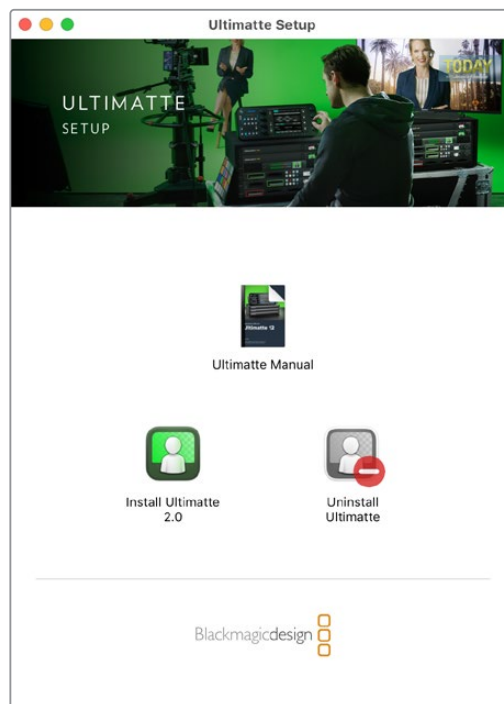 Ultimatte Setup
ULTIMATTE
SETUP
TODAY
Ultimatte 12
Ultimatte Manual
Install Ultimatte
2.0
Uninstall
Ultimatte
Blackmagicdesign